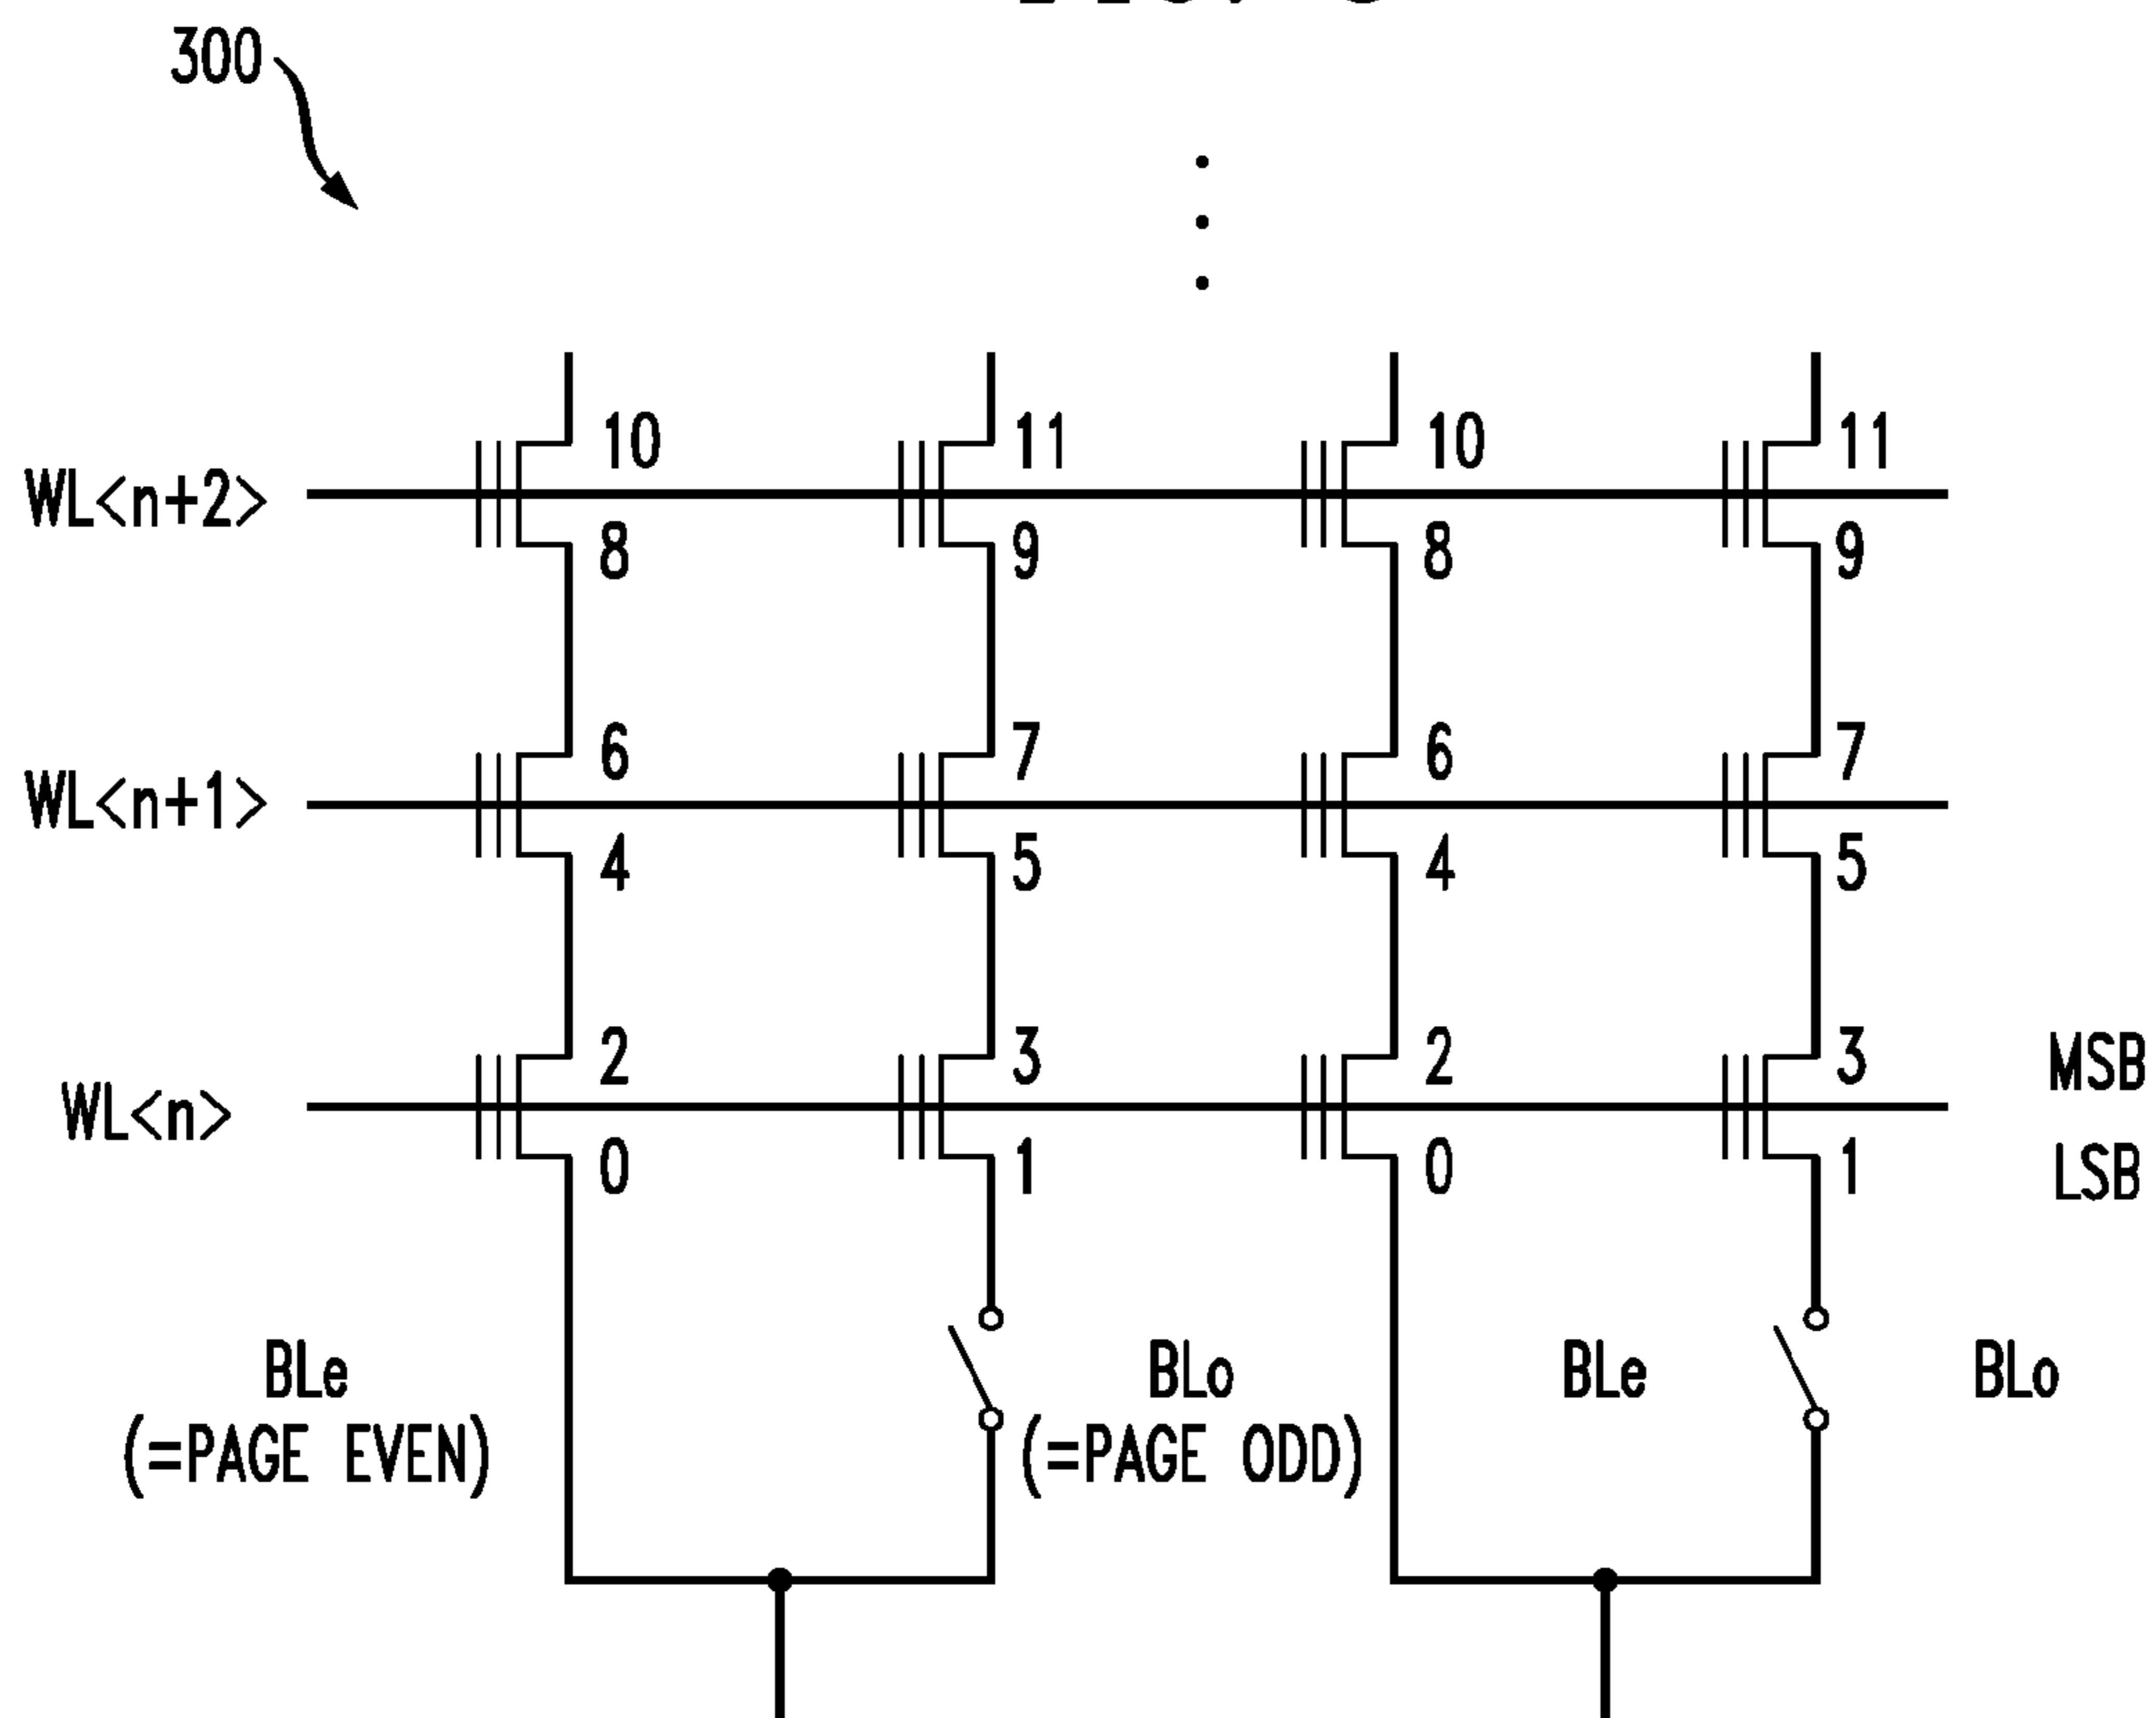 300
10 11 10 11
WL<n+2>
8 9 8 9
6 7 6 7
WL<n+1>
4 5 4 5
2 3 2 3 MSB
WL<n>
0 1 0 1 LSB
BLe BLo BLe BLo
(=PAGE EVEN) (=PAGE ODD)